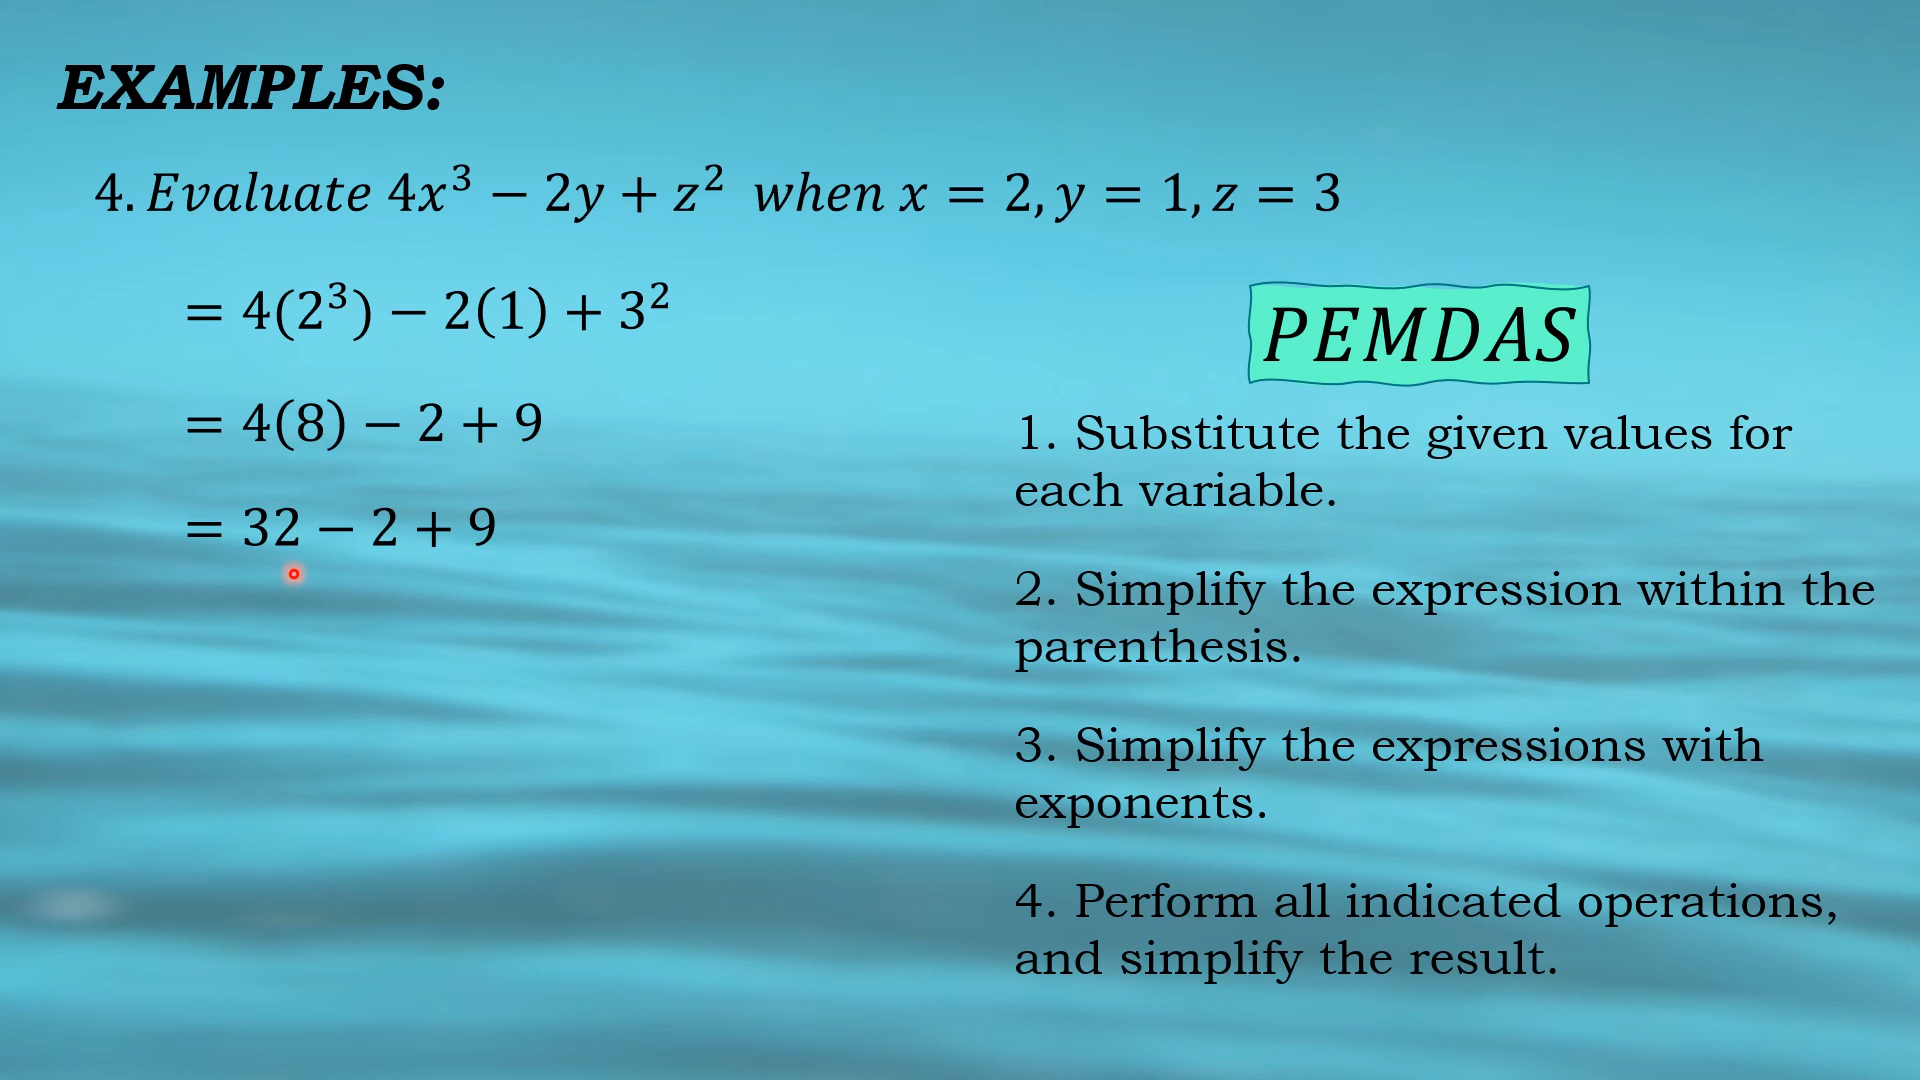 EXAMPLES:
4. Evaluate 4x³ − 2y + z² when x = 2, y = 1, z = 3
= 4(2³) − 2(1) + 3²
= 4(8) − 2 + 9
= 32 − 2 + 9
PEMDAS
1. Substitute the given values for
each variable.
2. Simplify the expression within the
parenthesis.
3. Simplify the expressions with
exponents.
4. Perform all indicated operations,
and simplify the result.